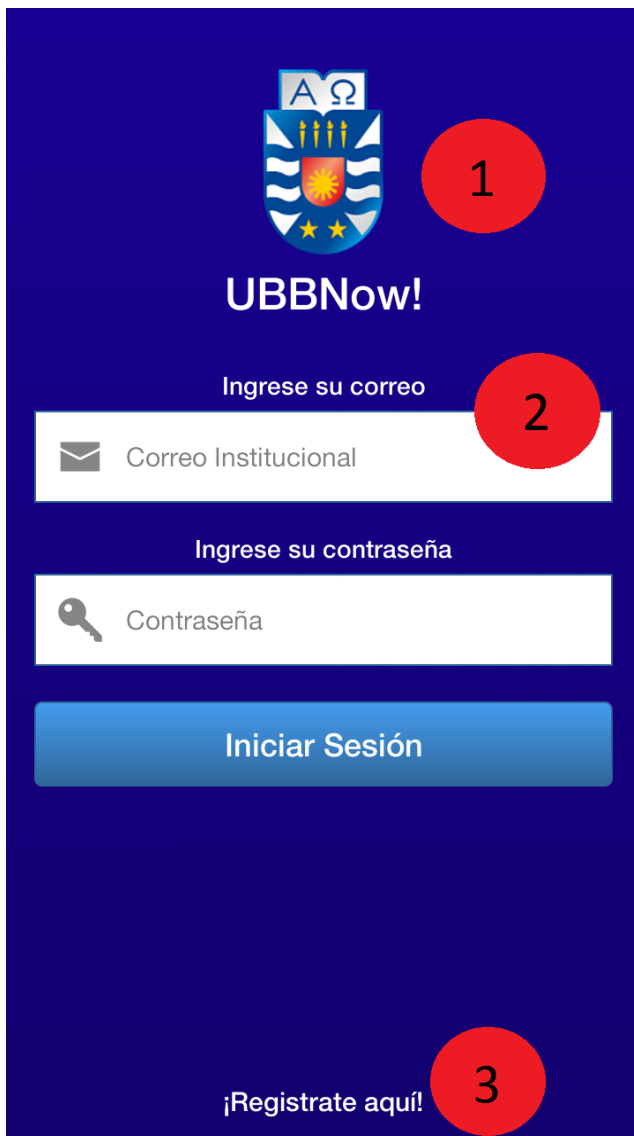 Α Ω
1
UBBNow!
Ingrese su correo
2
Correo Institucional
Ingrese su contraseña
Contraseña
Iniciar Sesión
¡Registrate aquí!
3